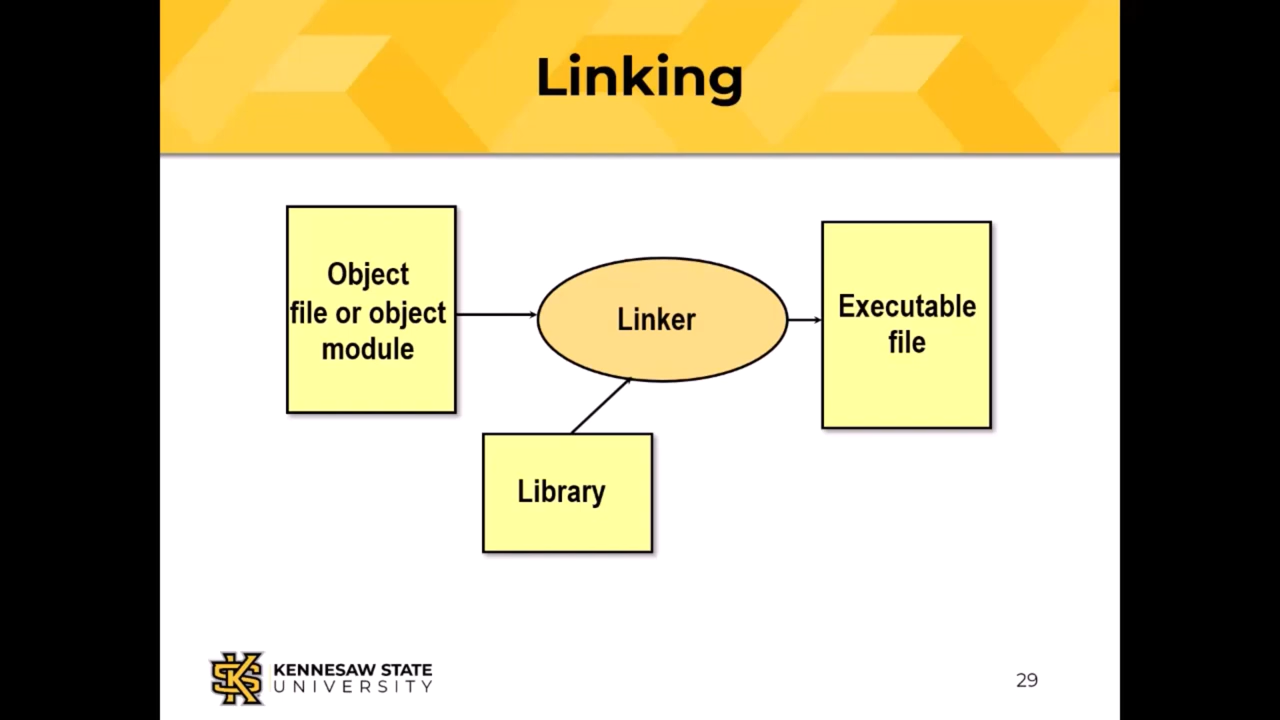 Linking
Object
file or object
module
Linker
Executable
file
Library
KENNESAW STATE
UNIVERSITY
29